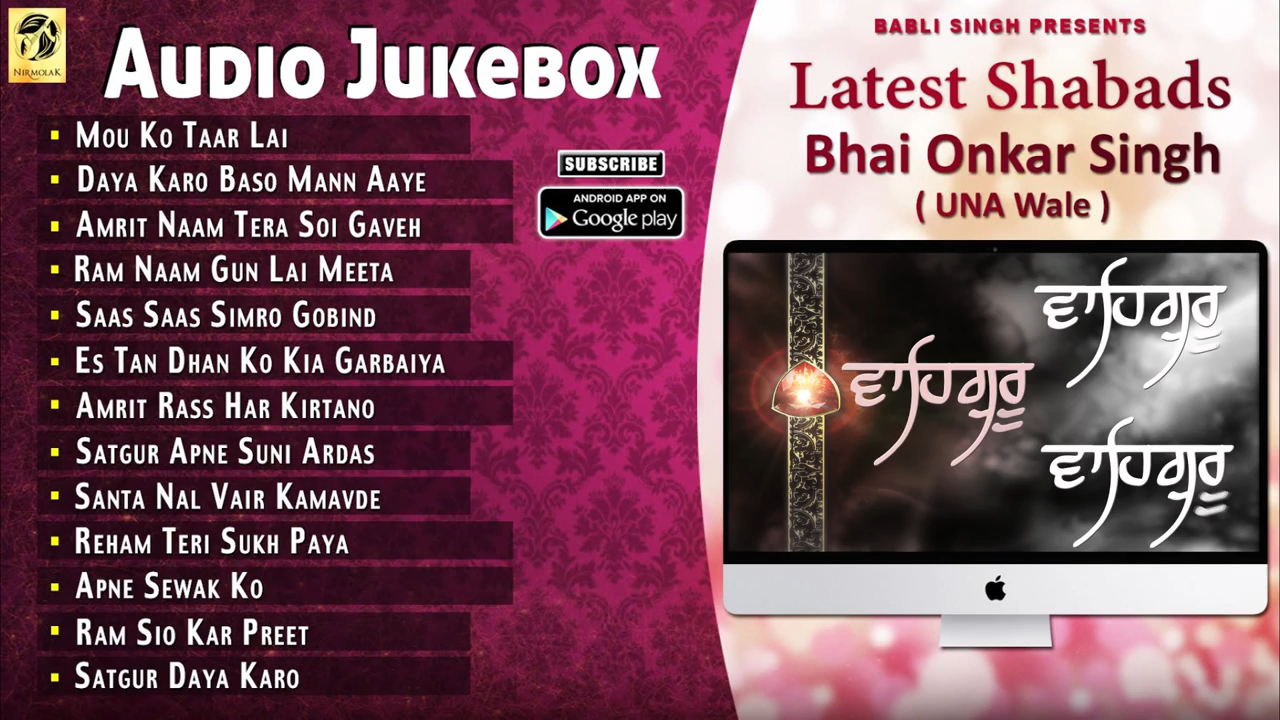 NIRMOLAK
AUDIO JUKEBOX
MOU KO TAAR LAI
DAYA KARO BASO MANN AAYE
AMRIT NAAM TERA SOI GAVEH
RAM NAAM GUN LAI MEETA
SAAS SAAS SIMRO GOBIND
ES TAN DHAN KO KIA GARBAIYA
AMRIT RASS HAR KIRTANO
SATGUR APNE SUNI ARDAS
SANTA NAL VAIR KAMAVDE
REHAM TERI SUKH PAYA
APNE SEWAK KO
RAM SIO KAR PREET
SATGUR DAYA KARO
SUBSCRIBE
ANDROID APP ON
Google play
BABLI SINGH PRESENTS
Latest Shabads
Bhai Onkar Singh
( UNA Wale )
ਵਾਹਿਗੁਰੂ
ਵਾਹਿਗੁਰੂ
ਵਾਹਿਗੁਰੂ